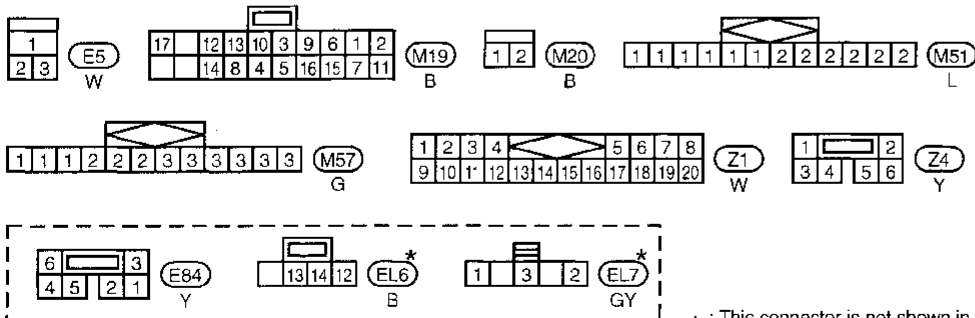 1
2 3
E5
W
17 12 13 10 3 9 6 1 2
14 8 4 5 16 15 7 11
M19
B
1 2
M20
B
1 1 1 1 1 1 2 2 2 2 2 2
M51
L
1 1 1 2 2 2 3 3 3 3 3 3
M57
G
1 2 3 4 5 6 7 8
9 10 11 12 13 14 15 16 17 18 19 20
Z1
W
1 2
3 4 5 6
Z4
Y
6 3
4 5 2 1
E84
Y
13 14 12
EL6 *
B
1 3 2
EL7 *
GY
: This connector is not shown in